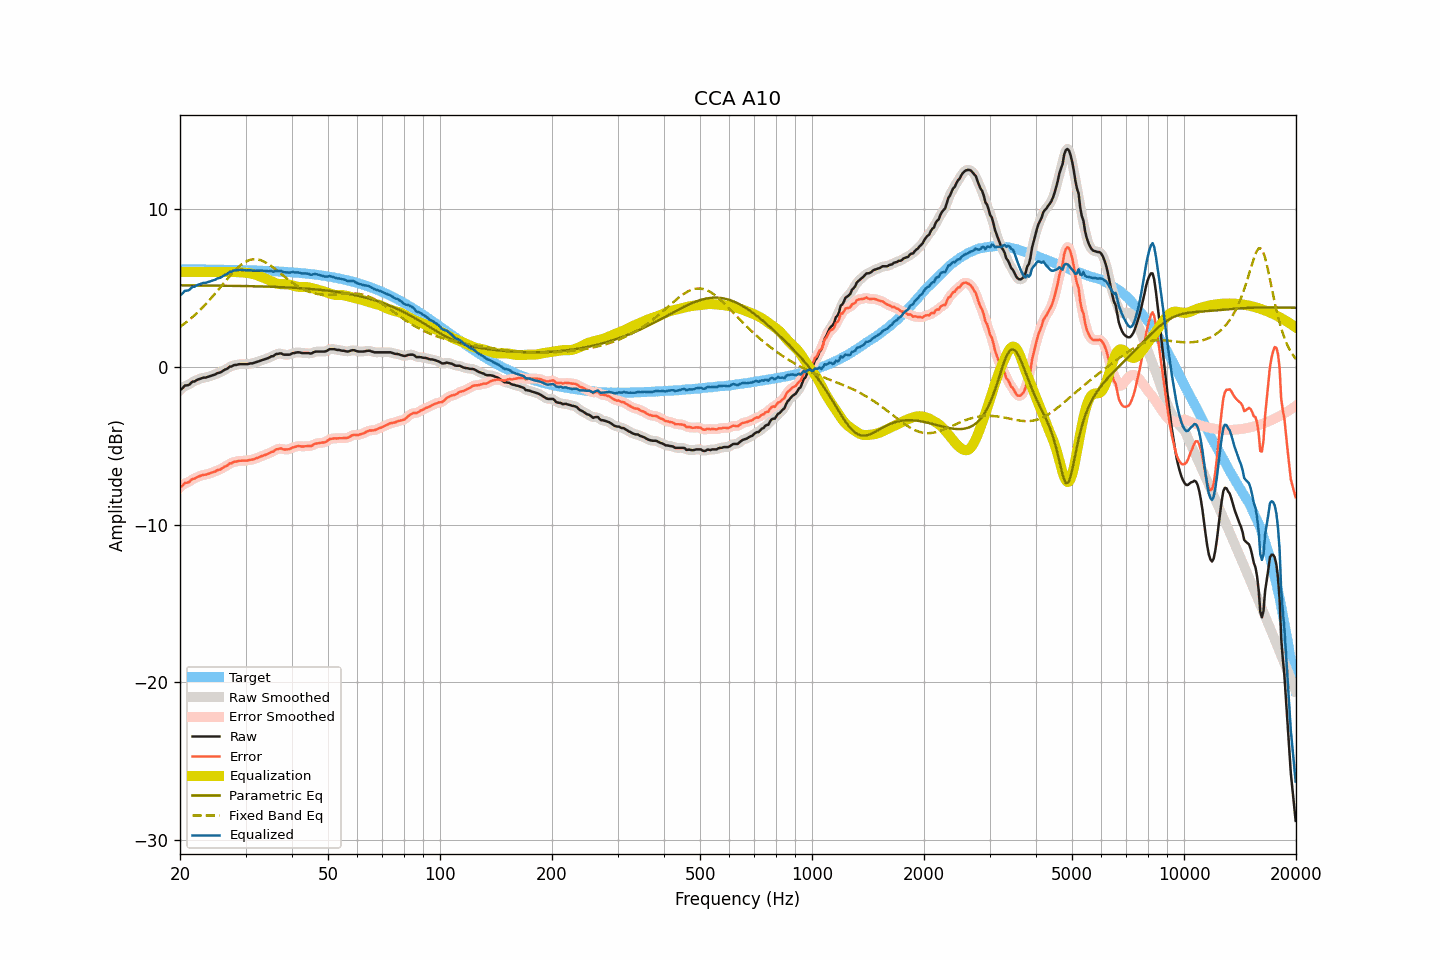 CCA A10
Amplitude (dBr)
10
0
−10
−20
−30
Target
Raw Smoothed
Error Smoothed
Raw
Error
Equalization
Parametric Eq
Fixed Band Eq
Equalized
20 50 100 200 500 1000 2000 5000 10000 20000
Frequency (Hz)